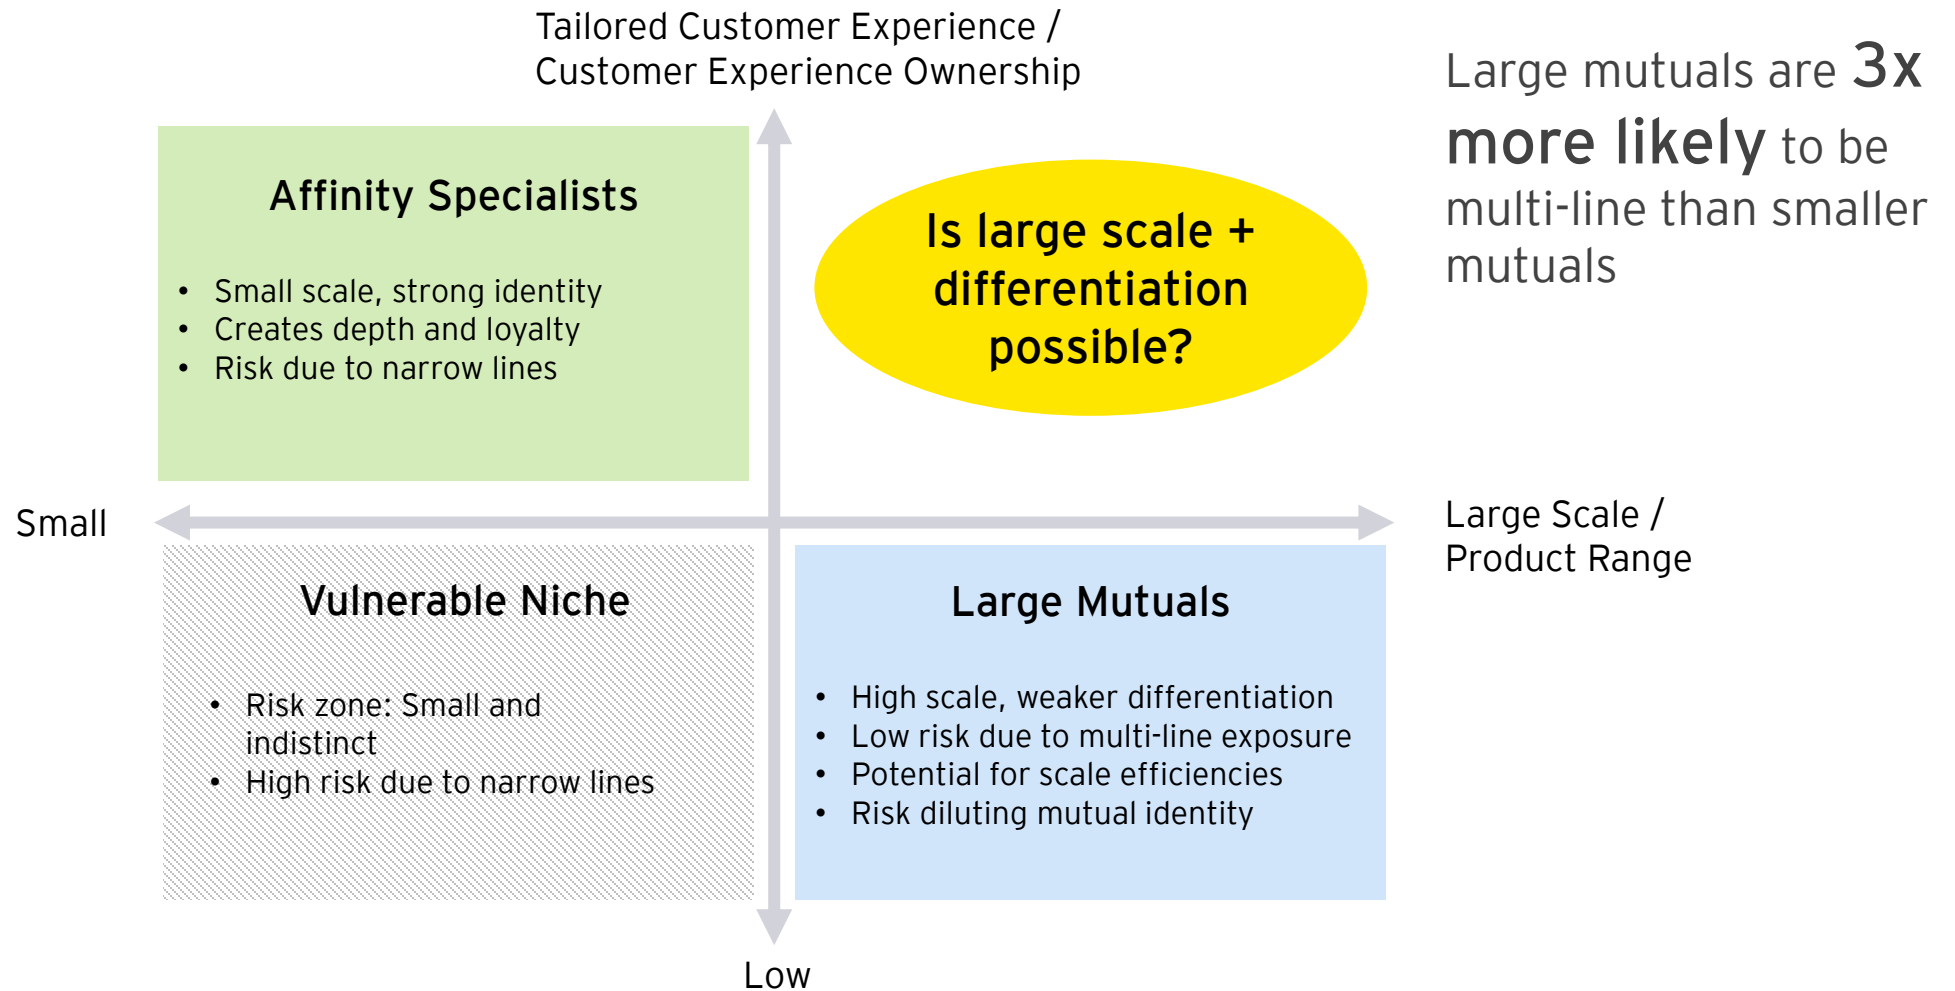 Tailored Customer Experience /
Customer Experience Ownership
Large mutuals are 3x
more likely to be
multi-line than smaller
mutuals
Affinity Specialists
• Small scale, strong identity
• Creates depth and loyalty
• Risk due to narrow lines
Is large scale +
differentiation
possible?
Small
Large Scale /
Product Range
Vulnerable Niche
• Risk zone: Small and
indistinct
• High risk due to narrow lines
Large Mutuals
• High scale, weaker differentiation
• Low risk due to multi-line exposure
• Potential for scale efficiencies
• Risk diluting mutual identity
Low